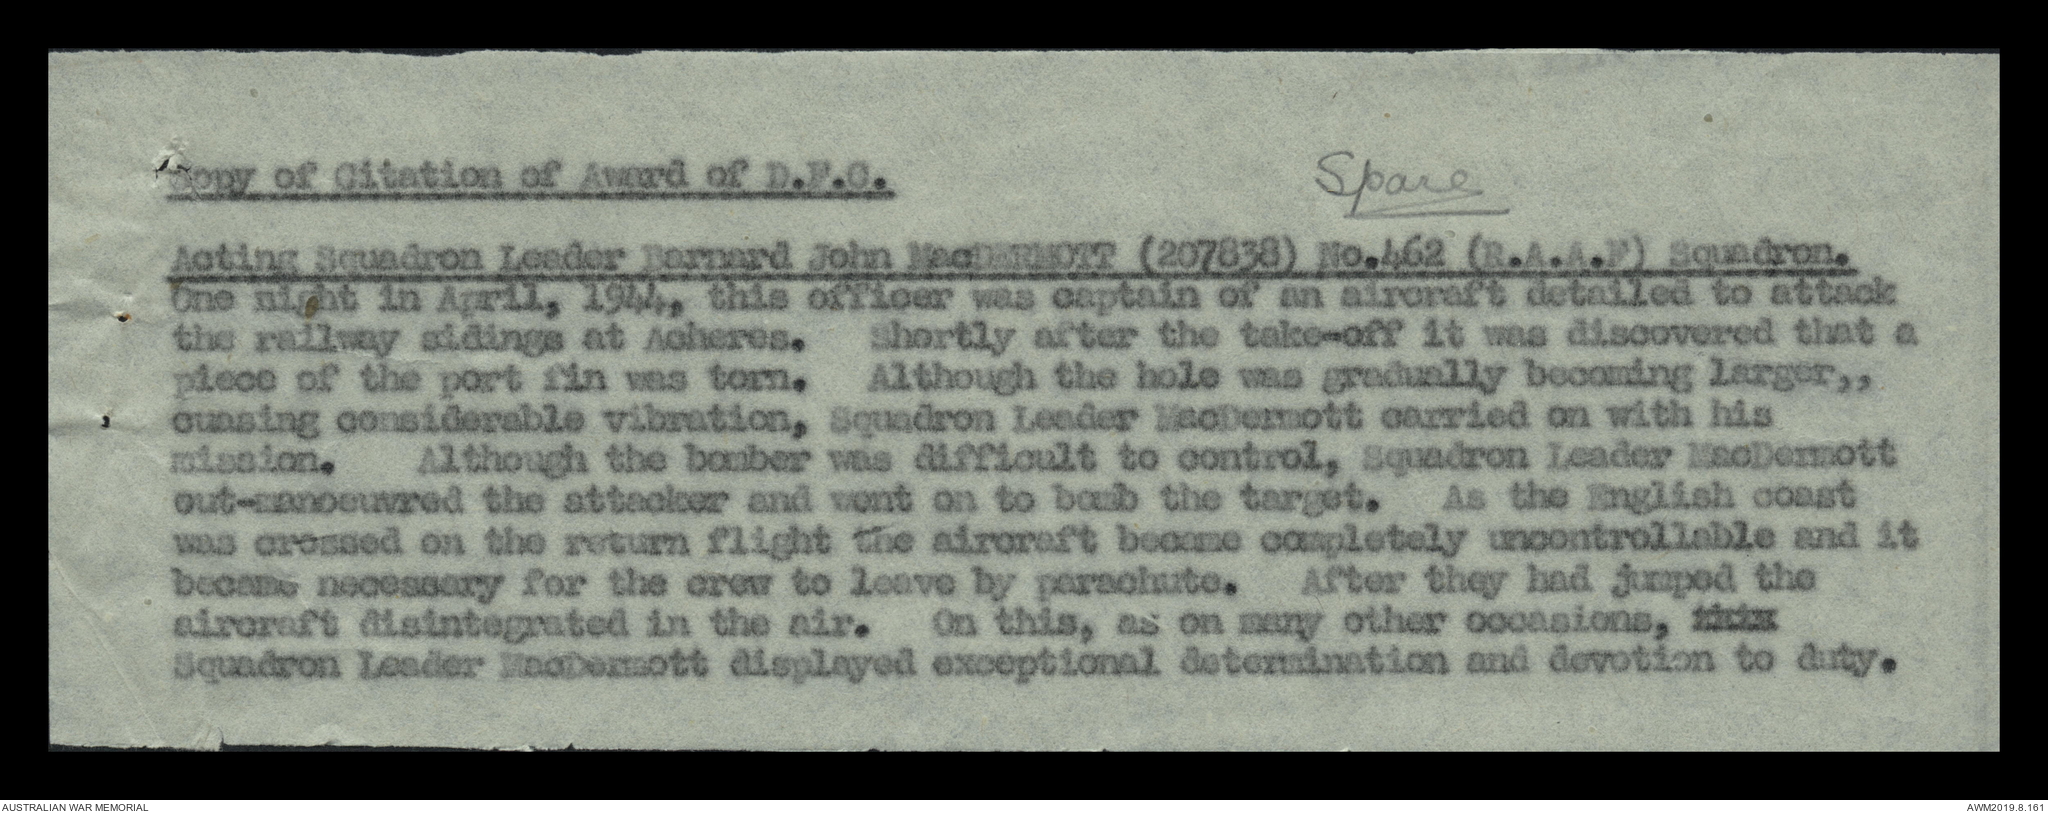 Copy of Citation of Award of D.F.C.
Spare
Acting Squadron Leader Barnard John MacDERMOTT (207838) No.462 (R.A.A.F) Squadron.
One night in April, 1944, this officer was captain of an aircraft detailed to attack
the railway sidings at Acheres.   Shortly after the take-off it was discovered that a
piece of the port fin was torn.   Although the hole was gradually becoming larger,,
cuasing considerable vibration, Squadron Leader MacDermott carried on with his
mission.   Although the bomber was difficult to control, Squadron Leader MacDermott
out-manoeuvred the attacker and went on to bomb the target.   As the English coast
was crossed on the return flight the aircraft became completely uncontrollable and it
became necessary for the crew to leave by parachute.   After they had jumped the
aircraft disintegrated in the air.   On this, as on many other occasions,
Squadron Leader MacDermott displayed exceptional determination and devotion to duty.
AUSTRALIAN WAR MEMORIAL
AWM2019.8.161